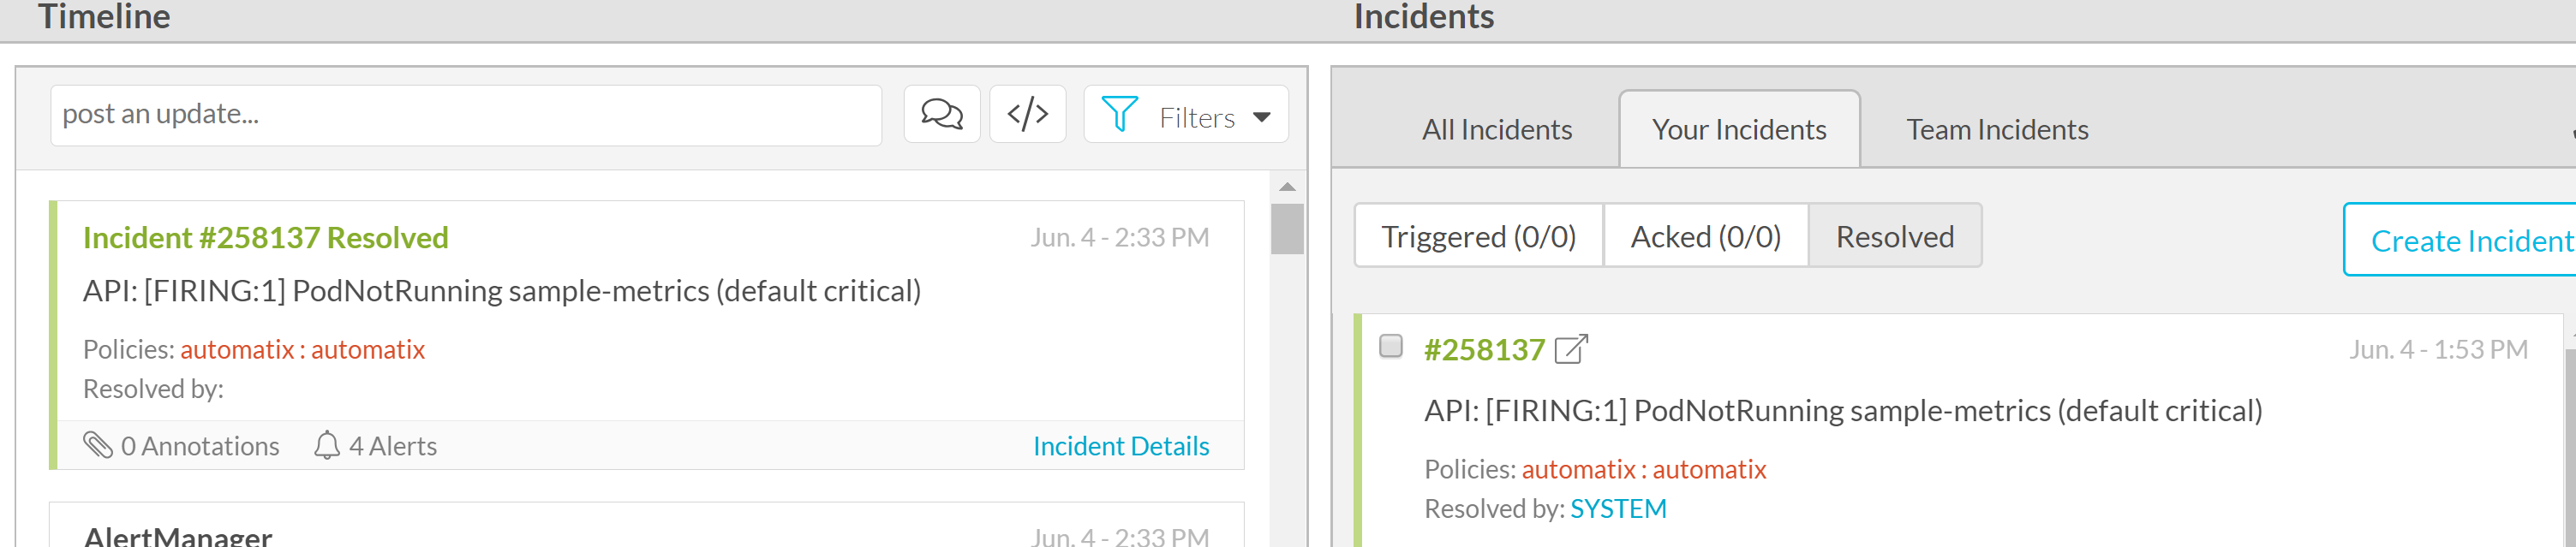 Timeline
Incidents
post an update...
Filters
All Incidents
Your Incidents
Team Incidents
Incident #258137 Resolved
Jun. 4 - 2:33 PM
API: [FIRING:1] PodNotRunning sample-metrics (default critical)
Policies: automatix : automatix
Resolved by:
0 Annotations
4 Alerts
Incident Details
AlertManager
Jun. 4 - 2:33 PM
Triggered (0/0)
Acked (0/0)
Resolved
Create Incident
#258137
Jun. 4 - 1:53 PM
API: [FIRING:1] PodNotRunning sample-metrics (default critical)
Policies: automatix : automatix
Resolved by: SYSTEM